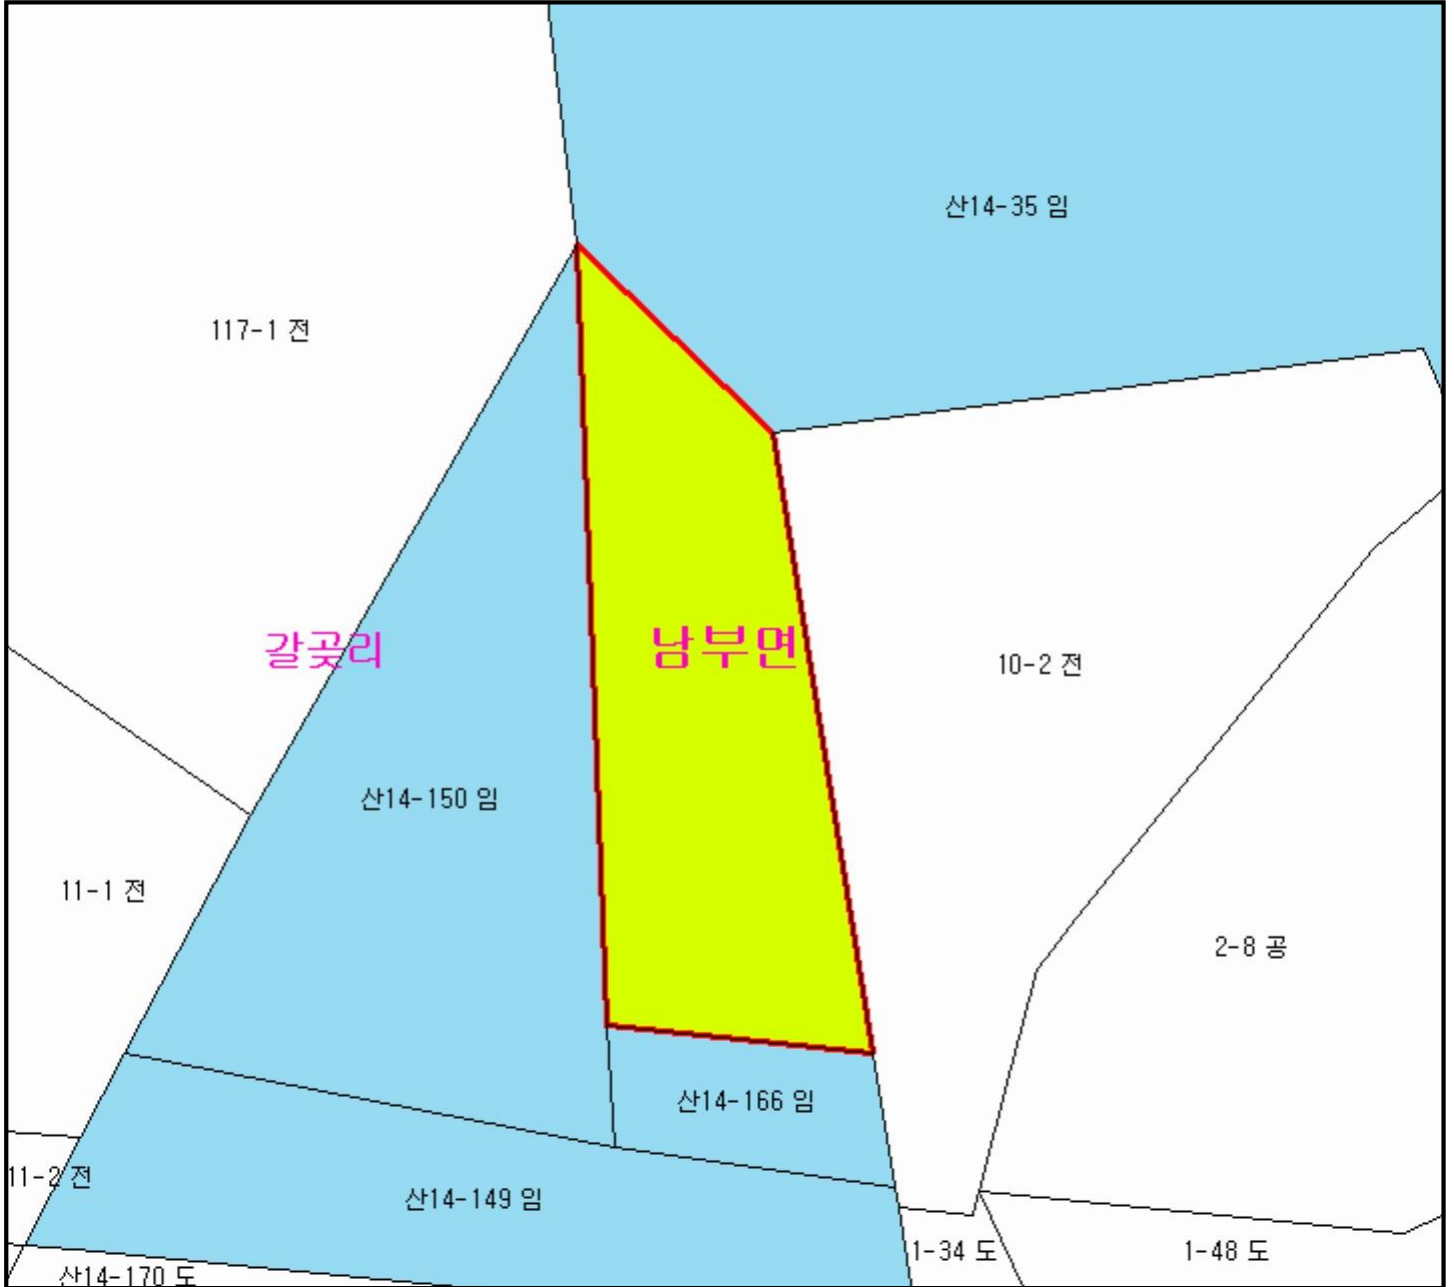 산14-35 임
117-1 전
갈곶리
남부면
10-2 전
산14-150 임
11-1 전
2-8 공
산14-166 임
11-2 전
산14-149 임
1-34 도
1-48 도
산14-170 도